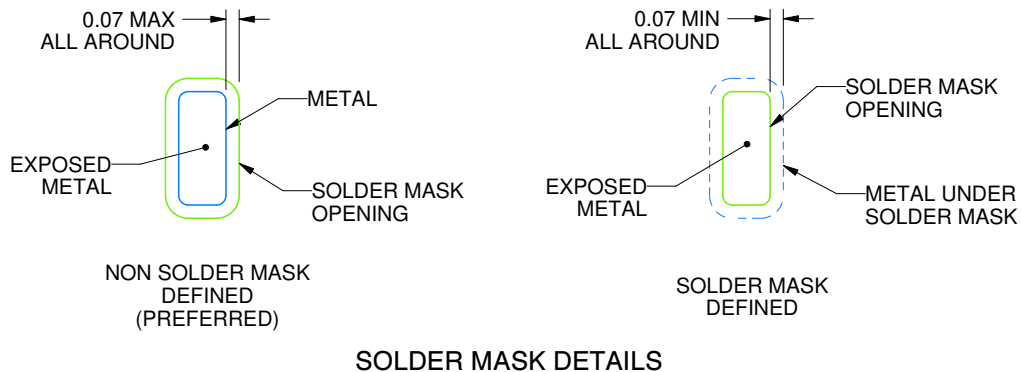 0.07 MAX
ALL AROUND
METAL
EXPOSED
METAL
SOLDER MASK
OPENING
NON SOLDER MASK
DEFINED
(PREFERRED)
0.07 MIN
ALL AROUND
SOLDER MASK
OPENING
EXPOSED
METAL
METAL UNDER
SOLDER MASK
SOLDER MASK
DEFINED
SOLDER MASK DETAILS